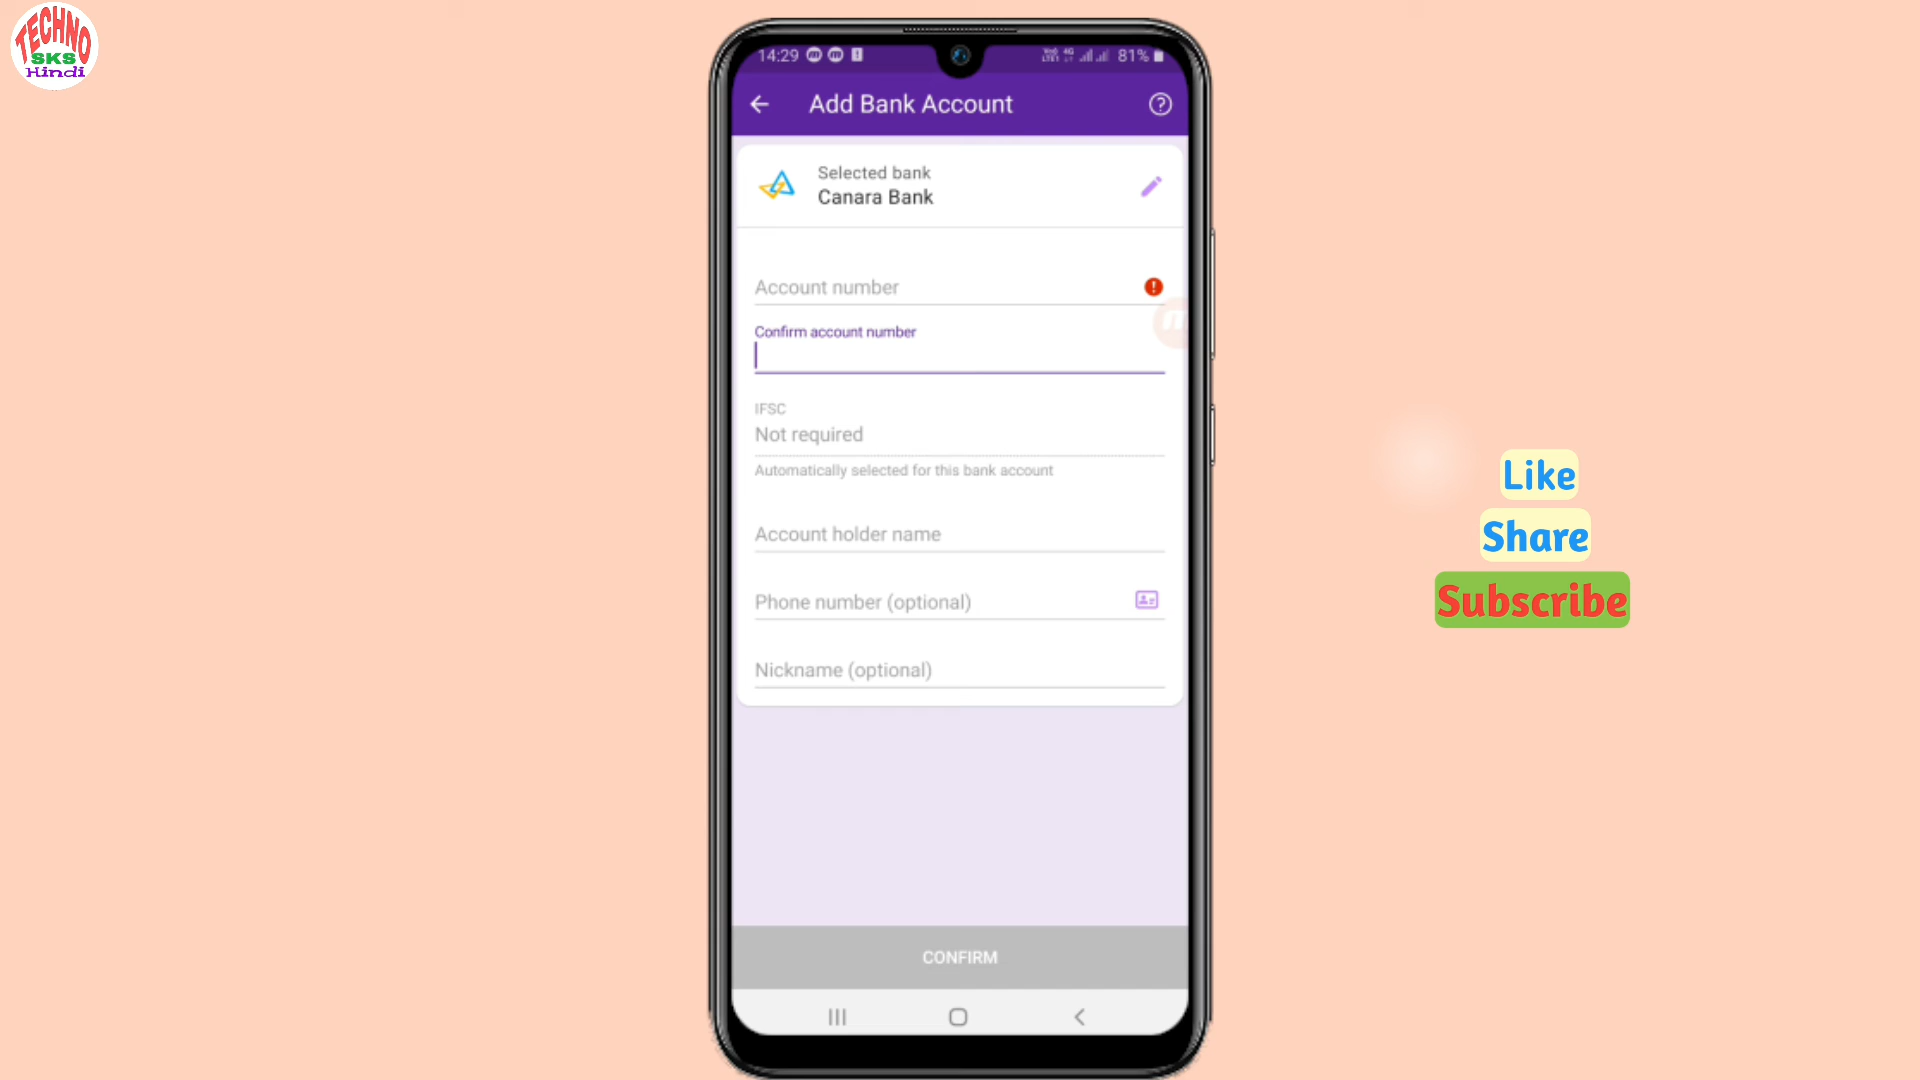 TECHNO
SKS
Hindi
14:29
81%
Add Bank Account
Selected bank
Canara Bank
Account number
Confirm account number
IFSC
Not required
Automatically selected for this bank account
Account holder name
Phone number (optional)
Nickname (optional)
CONFIRM
Like
Share
Subscribe